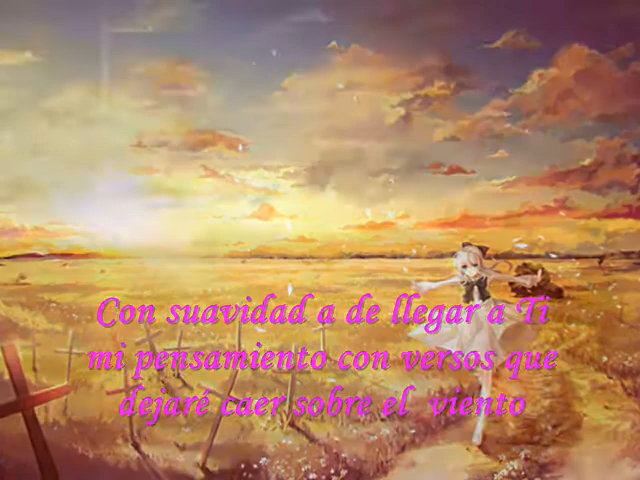 Con suavidad a de llegar a Ti
mi pensamiento con versos que
dejaré caer sobre el viento